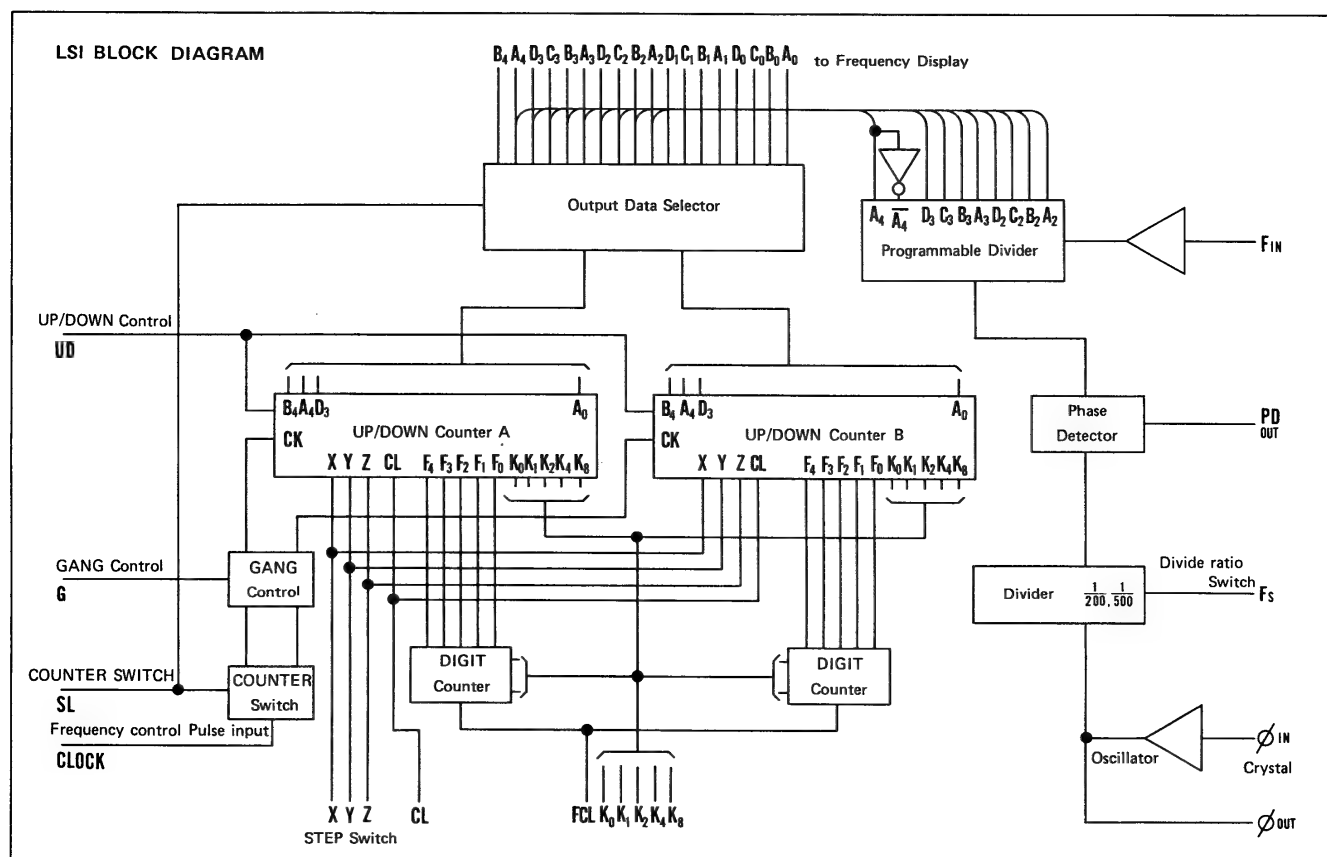 LSI BLOCK DIAGRAM
B₄ A₄ D₃ C₃ B₃ A₃ D₂ C₂ B₂ A₂ D₁ C₁ B₁ A₁ D₀ C₀ B₀ A₀ to Frequency Display
Output Data Selector
A₄ A̅₄ D₃ C₃ B₃ A₃ D₂ C₂ B₂ A₂
Programmable Divider
FIN
UP/DOWN Control
UD
B₄ A₄ D₃ A₀
CK
UP/DOWN Counter A
X Y Z CL F₄ F₃ F₂ F₁ F₀ K₀ K₁ K₂ K₄ K₈
B₄ A₄ D₃ A₀
CK
UP/DOWN Counter B
X Y Z CL F₄ F₃ F₂ F₁ F₀ K₀ K₁ K₂ K₄ K₈
Phase
Detector
PD
OUT
GANG Control
G
GANG
Control
Divider 1/200, 1/500
Divide ratio
Switch
Fs
COUNTER SWITCH
SL
COUNTER
Switch
Frequency control Pulse input
CLOCK
DIGIT
Counter
DIGIT
Counter
Oscillator
∅ IN
Crystal
∅ OUT
X Y Z
STEP Switch
CL
FCL K₀ K₁ K₂ K₄ K₈